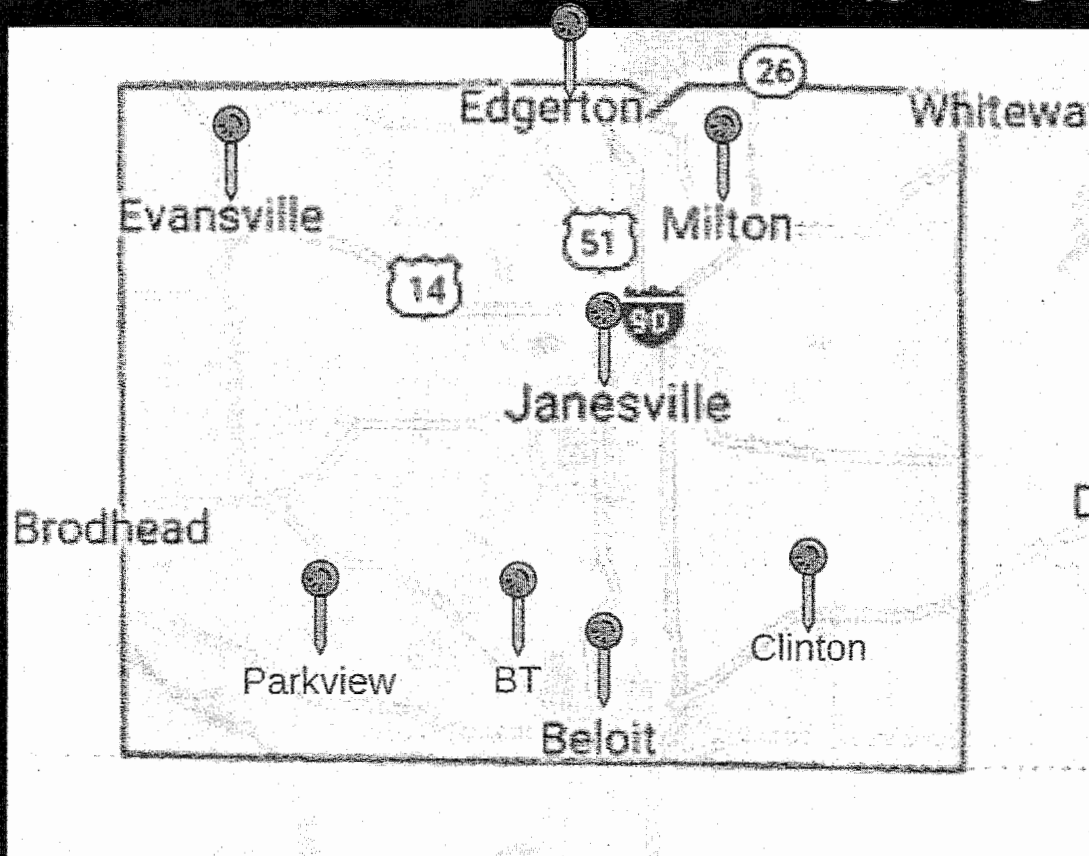 26
Edgerton
Whitewa
Evansville
Milton
51
14
90
Janesville
Brodhead
Clinton
Parkview
BT
Beloit
D